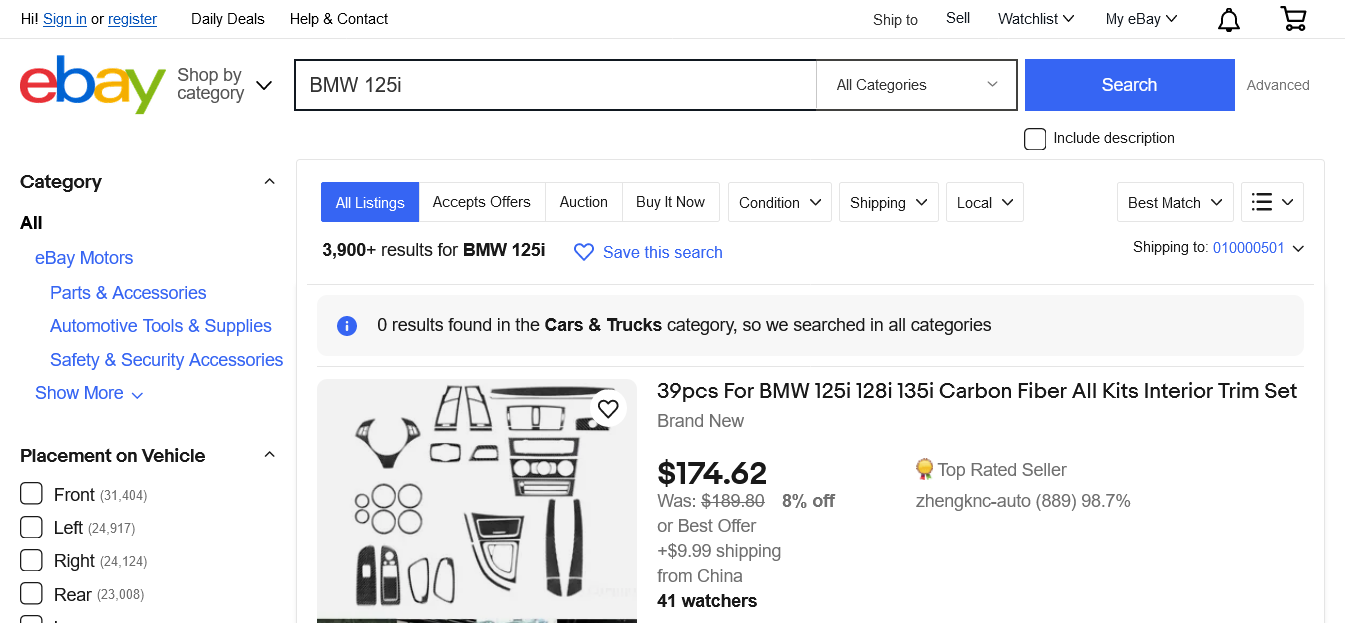 Hi! Sign in or register
Daily Deals
Help & Contact
Ship to
Sell
Watchlist
My eBay
ebay
Shop by
category
BMW 125i
All Categories
Search
Advanced
Include description
Category
All
eBay Motors
Parts & Accessories
Automotive Tools & Supplies
Safety & Security Accessories
Show More
Placement on Vehicle
Front (31,404)
Left (24,917)
Right (24,124)
Rear (23,008)
All Listings
Accepts Offers
Auction
Buy It Now
Condition
Shipping
Local
Best Match
3,900+ results for BMW 125i
Save this search
Shipping to: 010000501
0 results found in the Cars & Trucks category, so we searched in all categories
39pcs For BMW 125i 128i 135i Carbon Fiber All Kits Interior Trim Set
Brand New
$174.62
Was: $189.80 8% off
or Best Offer
+$9.99 shipping
from China
41 watchers
Top Rated Seller
zhengknc-auto (889) 98.7%